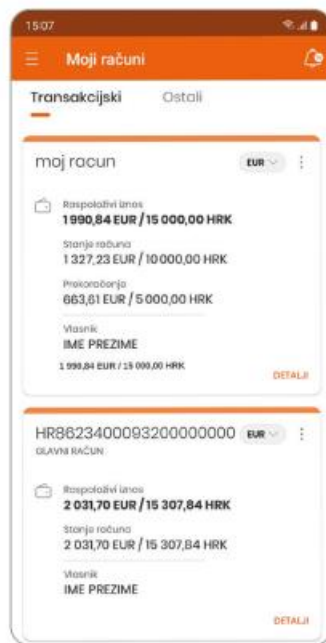 15:07
Moji računi
Transakcijski Ostali
moj racun EUR
Raspoloživi iznos
1 990,84 EUR / 15 000,00 HRK
Stanje računa
1 327,23 EUR / 10 000,00 HRK
Prekoračenje
663,61 EUR / 5 000,00 HRK
Vlasnik
IME PREZIME
1 990,84 EUR / 15 000,00 HRK
DETALJI
HR8623400093200000000 EUR
GLAVNI RAČUN
Raspoloživi iznos
2 031,70 EUR / 15 307,84 HRK
Stanje računa
2 031,70 EUR / 15 307,84 HRK
Vlasnik
IME PREZIME
DETALJI